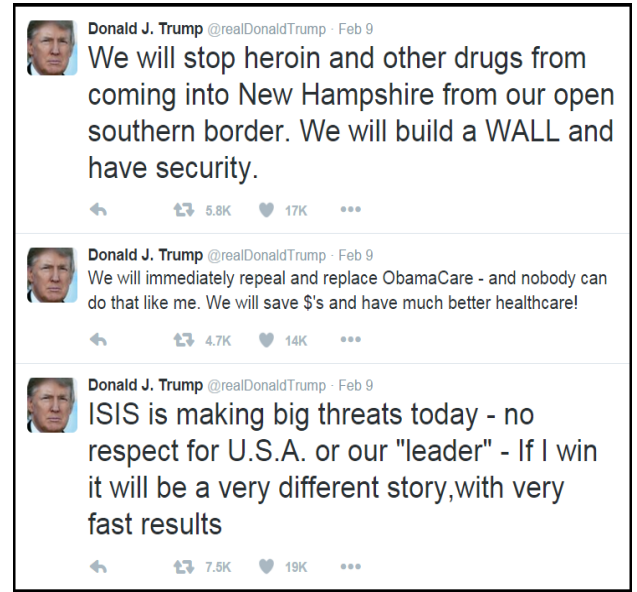 Donald J. Trump @realDonaldTrump · Feb 9
We will stop heroin and other drugs from
coming into New Hampshire from our open
southern border. We will build a WALL and
have security.
5.8K 17K
Donald J. Trump @realDonaldTrump · Feb 9
We will immediately repeal and replace ObamaCare - and nobody can
do that like me. We will save $'s and have much better healthcare!
4.7K 14K
Donald J. Trump @realDonaldTrump · Feb 9
ISIS is making big threats today - no
respect for U.S.A. or our "leader" - If I win
it will be a very different story,with very
fast results
7.5K 19K